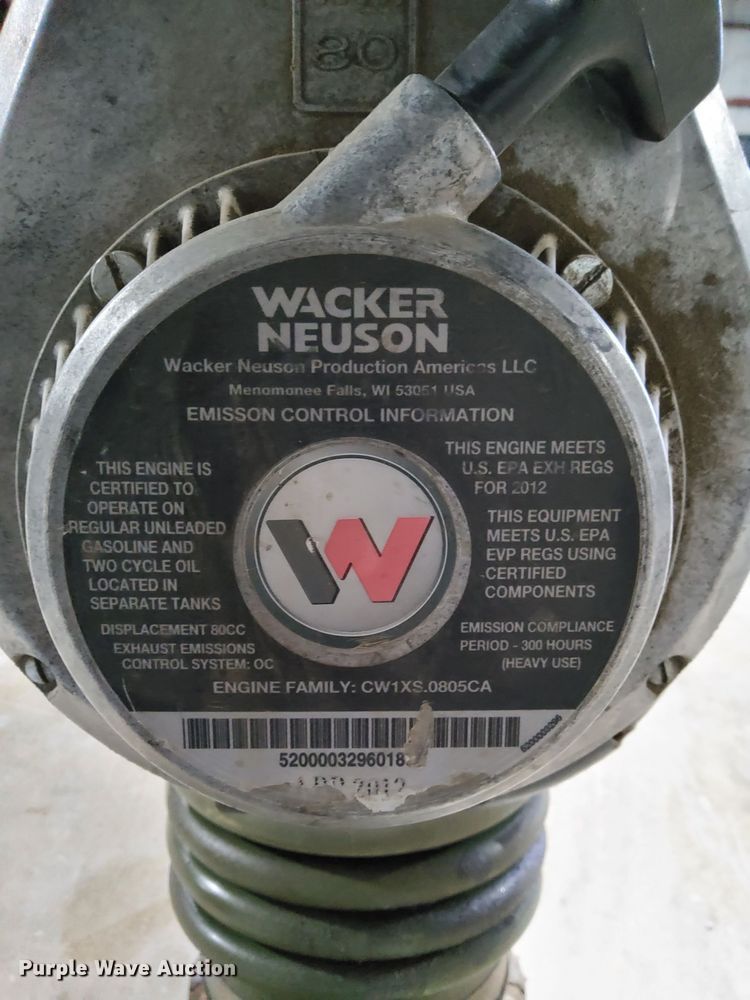 80
WACKER
NEUSON
Wacker Neuson Production Americas LLC
Menomonee Falls, WI 53051 USA
EMISSON CONTROL INFORMATION
THIS ENGINE IS
CERTIFIED TO
OPERATE ON
REGULAR UNLEADED
GASOLINE AND
TWO CYCLE OIL
LOCATED IN
SEPARATE TANKS
DISPLACEMENT 80CC
EXHAUST EMISSIONS
CONTROL SYSTEM: OC
THIS ENGINE MEETS
U.S. EPA EXH REGS
FOR 2012
THIS EQUIPMENT
MEETS U.S. EPA
EVP REGS USING
CERTIFIED
COMPONENTS
EMISSION COMPLIANCE
PERIOD - 300 HOURS
(HEAVY USE)
W
ENGINE FAMILY: CW1XS.0805CA
5200003296018
APR 2012
Purple Wave Auction